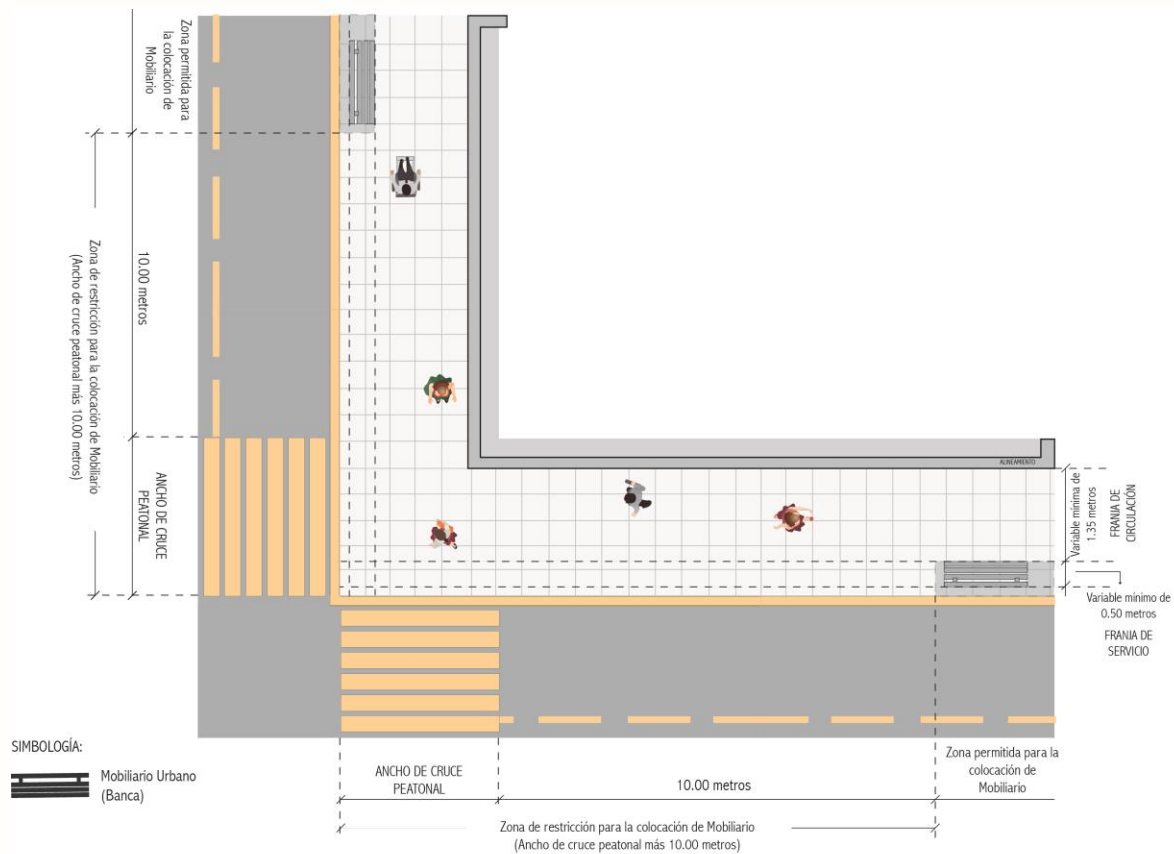 Zona permitida para
la colocación de
Mobiliario
10.00 metros
Zona de restricción para la colocación de Mobiliario
(Ancho de cruce peatonal más 10.00 metros)
ANCHO DE CRUCE
PEATONAL
ALINEAMIENTO
Variable mínima de
1.35 metros
FRANJA DE
CIRCULACIÓN
Variable mínimo de
0.50 metros
FRANJA DE
SERVICIO
SIMBOLOGÍA:
Mobiliario Urbano
(Banca)
ANCHO DE CRUCE
PEATONAL
10.00 metros
Zona permitida para la
colocación de
Mobiliario
Zona de restricción para la colocación de Mobiliario
(Ancho de cruce peatonal más 10.00 metros)